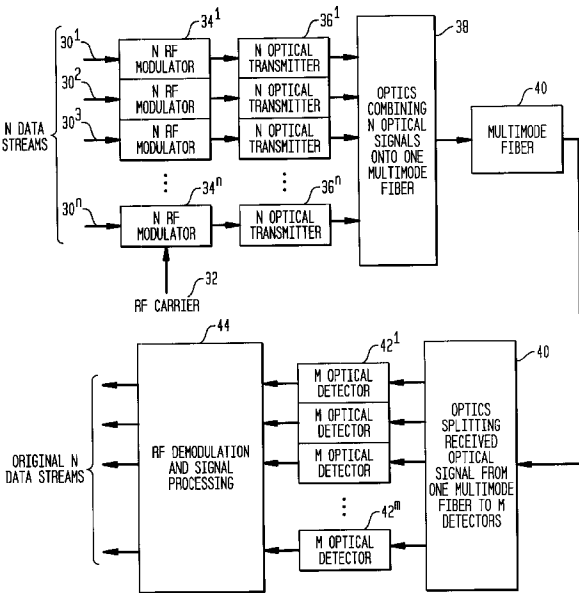 34¹
36¹
38
30¹
N RF
MODULATOR
N OPTICAL
TRANSMITTER
30²
N RF
MODULATOR
N OPTICAL
TRANSMITTER
30³
N RF
MODULATOR
N OPTICAL
TRANSMITTER
N DATA
STREAMS
34ⁿ
36ⁿ
30ⁿ
N RF
MODULATOR
N OPTICAL
TRANSMITTER
OPTICS
COMBINING
N OPTICAL
SIGNALS
ONTO ONE
MULTIMODE
FIBER
40
MULTIMODE
FIBER
32
RF CARRIER
44
42¹
40
ORIGINAL N
DATA STREAMS
RF DEMODULATION
AND SIGNAL
PROCESSING
M OPTICAL
DETECTOR
M OPTICAL
DETECTOR
M OPTICAL
DETECTOR
42ᵐ
M OPTICAL
DETECTOR
OPTICS
SPLITTING
RECEIVED
OPTICAL
SIGNAL FROM
ONE MULTIMODE
FIBER TO M
DETECTORS